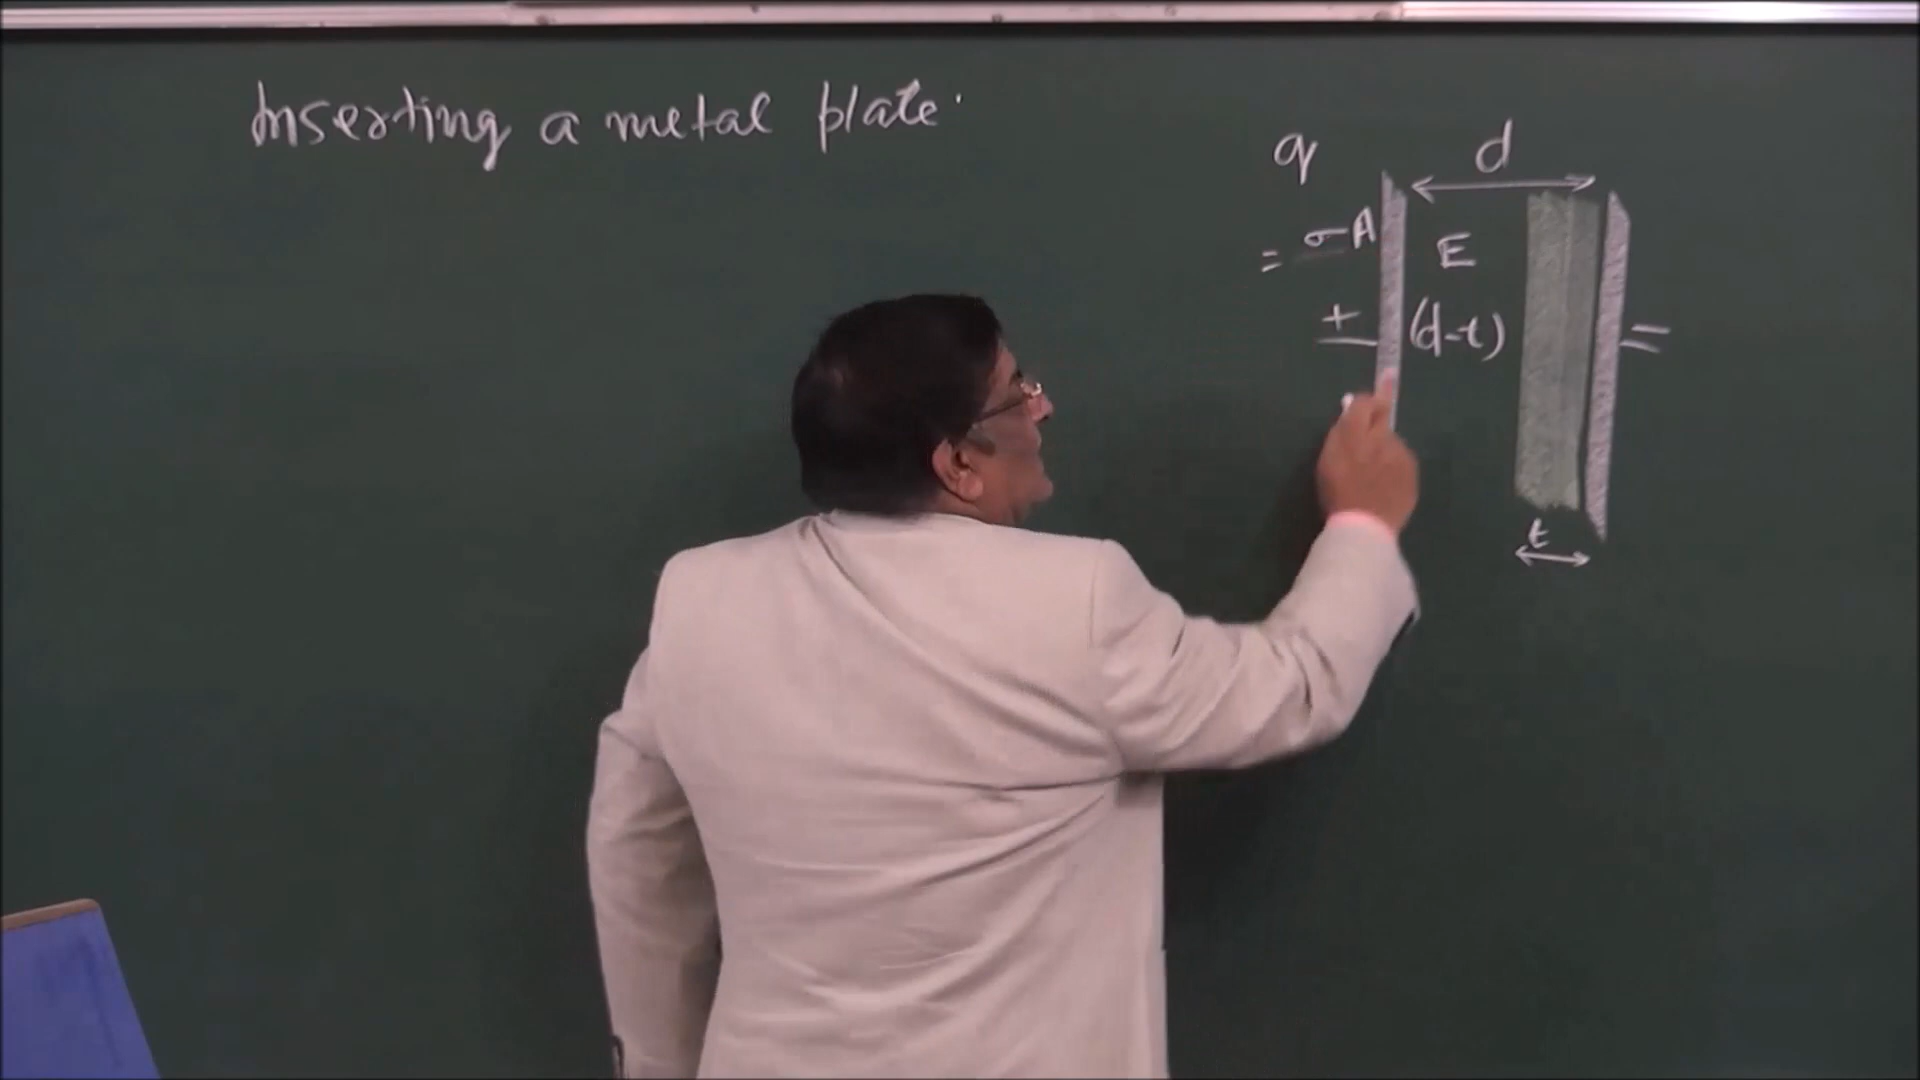 Inserting a metal plate.
q
d
= σA
E
+
(d-t)
t